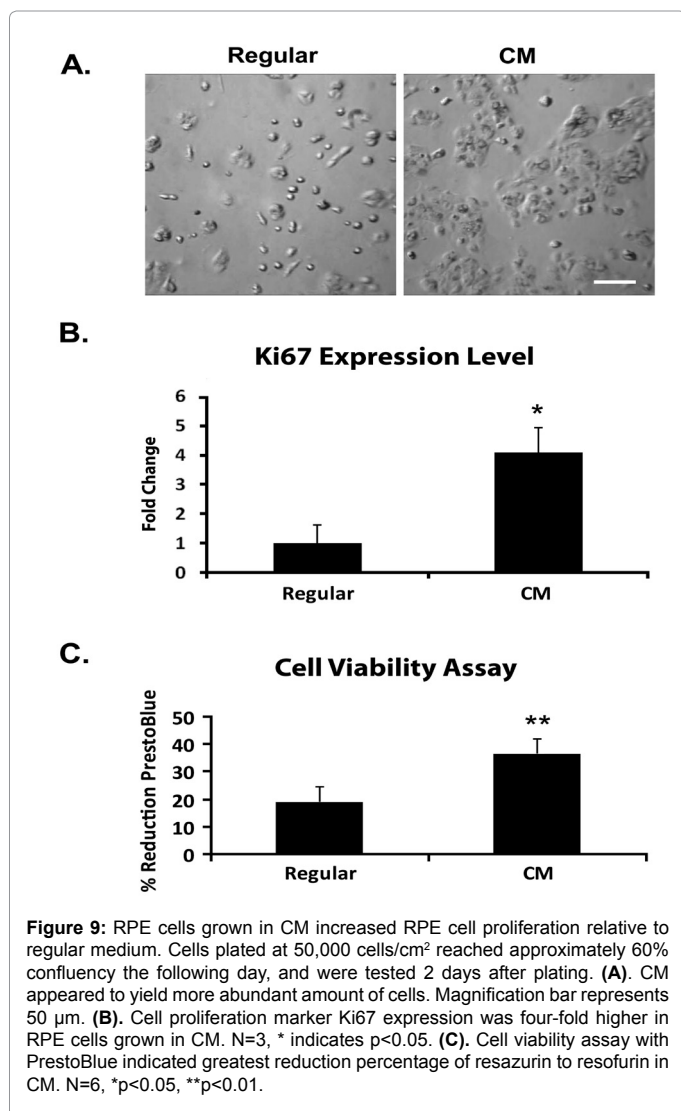 A.
Regular
CM
B.
Ki67 Expression Level
Fold Change
6
5
4
3
2
1
0
*
Regular
CM
C.
Cell Viability Assay
% Reduction PrestoBlue
50
40
30
20
10
0
**
Regular
CM
Figure 9: RPE cells grown in CM increased RPE cell proliferation relative to
regular medium. Cells plated at 50,000 cells/cm² reached approximately 60%
confluency the following day, and were tested 2 days after plating. (A). CM
appeared to yield more abundant amount of cells. Magnification bar represents
50 µm. (B). Cell proliferation marker Ki67 expression was four-fold higher in
RPE cells grown in CM. N=3, * indicates p<0.05. (C). Cell viability assay with
PrestoBlue indicated greatest reduction percentage of resazurin to resofurin in
CM. N=6, *p<0.05, **p<0.01.